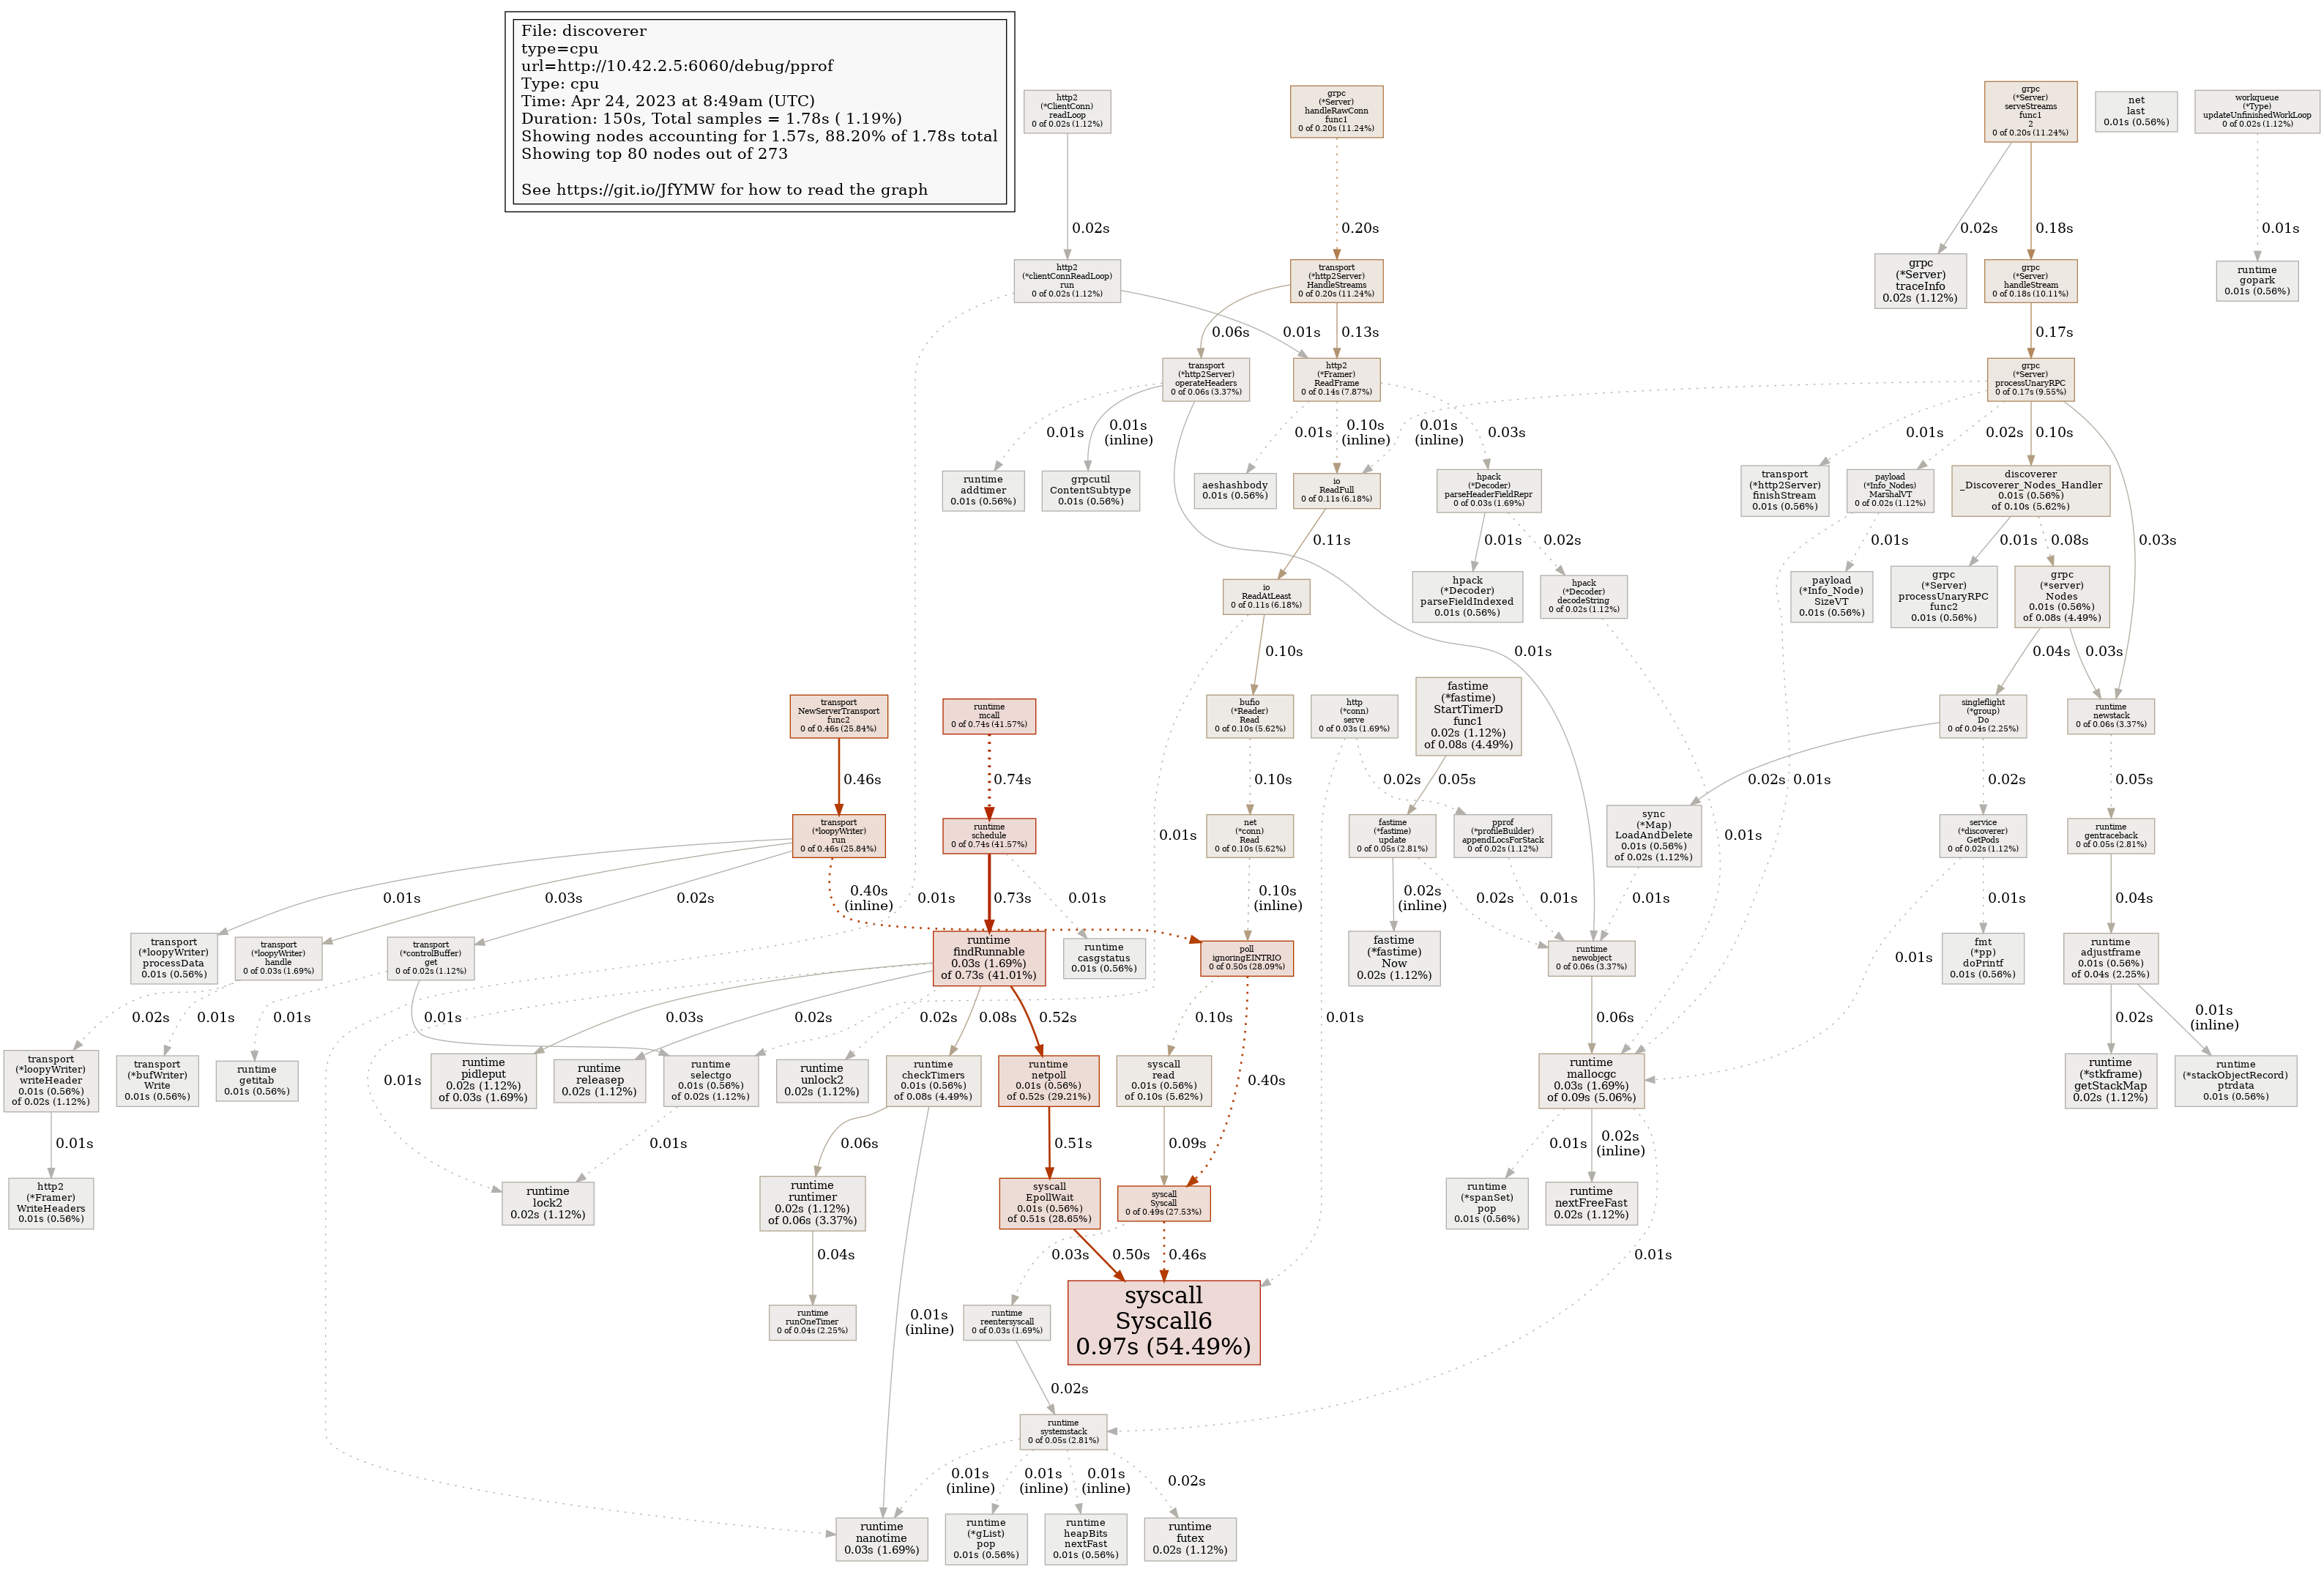 File: discoverer
type=cpu
url=http://10.42.2.5:6060/debug/pprof
Type: cpu
Time: Apr 24, 2023 at 8:49am (UTC)
Duration: 150s, Total samples = 1.78s ( 1.19%)
Showing nodes accounting for 1.57s, 88.20% of 1.78s total
Showing top 80 nodes out of 273
See https://git.io/JfYMW for how to read the graph
http2
(*ClientConn)
readLoop
0 of 0.02s (1.12%)
grpc
(*Server)
handleRawConn
func1
0 of 0.20s (11.24%)
grpc
(*Server)
serveStreams
func1
2
0 of 0.20s (11.24%)
net
last
0.01s (0.56%)
workqueue
(*Type)
updateUnfinishedWorkLoop
0 of 0.02s (1.12%)
0.02s
0.20s
0.02s
0.18s
0.01s
http2
(*clientConnReadLoop)
run
0 of 0.02s (1.12%)
transport
(*http2Server)
HandleStreams
0 of 0.20s (11.24%)
grpc
(*Server)
traceInfo
0.02s (1.12%)
grpc
(*Server)
handleStream
0 of 0.18s (10.11%)
runtime
gopark
0.01s (0.56%)
0.06s
0.01s
0.13s
0.17s
transport
(*http2Server)
operateHeaders
0 of 0.06s (3.37%)
http2
(*Framer)
ReadFrame
0 of 0.14s (7.87%)
grpc
(*Server)
processUnaryRPC
0 of 0.17s (9.55%)
0.01s
0.01s
(inline)
0.01s
0.10s
(inline)
0.01s
(inline)
0.03s
0.01s
0.02s
0.10s
runtime
addtimer
0.01s (0.56%)
grpcutil
ContentSubtype
0.01s (0.56%)
aeshashbody
0.01s (0.56%)
io
ReadFull
0 of 0.11s (6.18%)
hpack
(*Decoder)
parseHeaderFieldRepr
0 of 0.03s (1.69%)
transport
(*http2Server)
finishStream
0.01s (0.56%)
payload
(*Info_Nodes)
MarshalVT
0 of 0.02s (1.12%)
discoverer
_Discoverer_Nodes_Handler
0.01s (0.56%)
of 0.10s (5.62%)
0.11s
0.01s
0.02s
0.01s
0.01s
0.08s
0.03s
io
ReadAtLeast
0 of 0.11s (6.18%)
hpack
(*Decoder)
parseFieldIndexed
0.01s (0.56%)
hpack
(*Decoder)
decodeString
0 of 0.02s (1.12%)
payload
(*Info_Node)
SizeVT
0.01s (0.56%)
grpc
(*Server)
processUnaryRPC
func2
0.01s (0.56%)
grpc
(*server)
Nodes
0.01s (0.56%)
of 0.08s (4.49%)
0.10s
0.01s
0.04s
0.03s
transport
NewServerTransport
func2
0 of 0.46s (25.84%)
runtime
mcall
0 of 0.74s (41.57%)
bufio
(*Reader)
Read
0 of 0.10s (5.62%)
http
(*conn)
serve
0 of 0.03s (1.69%)
fastime
(*fastime)
StartTimerD
func1
0.02s (1.12%)
of 0.08s (4.49%)
singleflight
(*group)
Do
0 of 0.04s (2.25%)
runtime
newstack
0 of 0.06s (3.37%)
0.46s
0.74s
0.10s
0.02s
0.05s
0.02s
0.01s
0.02s
0.05s
transport
(*loopyWriter)
run
0 of 0.46s (25.84%)
runtime
schedule
0 of 0.74s (41.57%)
0.01s
net
(*conn)
Read
0 of 0.10s (5.62%)
fastime
(*fastime)
update
0 of 0.05s (2.81%)
pprof
(*profileBuilder)
appendLocsForStack
0 of 0.02s (1.12%)
sync
(*Map)
LoadAndDelete
0.01s (0.56%)
of 0.02s (1.12%)
0.01s
service
(*discoverer)
GetPods
0 of 0.02s (1.12%)
runtime
gentraceback
0 of 0.05s (2.81%)
0.01s
0.03s
0.02s
0.40s
(inline)
0.01s
0.73s
0.01s
0.10s
(inline)
0.02s
(inline)
0.02s
0.01s
0.01s
0.01s
0.04s
transport
(*loopyWriter)
processData
0.01s (0.56%)
transport
(*loopyWriter)
handle
0 of 0.03s (1.69%)
transport
(*controlBuffer)
get
0 of 0.02s (1.12%)
runtime
findRunnable
0.03s (1.69%)
of 0.73s (41.01%)
runtime
casgstatus
0.01s (0.56%)
poll
ignoringEINTRIO
0 of 0.50s (28.09%)
fastime
(*fastime)
Now
0.02s (1.12%)
runtime
newobject
0 of 0.06s (3.37%)
0.01s
fmt
(*pp)
doPrintf
0.01s (0.56%)
runtime
adjustframe
0.01s (0.56%)
of 0.04s (2.25%)
0.02s
0.01s
0.01s
0.01s
0.03s
0.02s
0.02s
0.08s
0.52s
0.10s
0.01s
0.06s
0.02s
0.01s
(inline)
transport
(*loopyWriter)
writeHeader
0.01s (0.56%)
of 0.02s (1.12%)
transport
(*bufWriter)
Write
0.01s (0.56%)
runtime
getitab
0.01s (0.56%)
0.01s
runtime
pidleput
0.02s (1.12%)
of 0.03s (1.69%)
runtime
releasep
0.02s (1.12%)
runtime
selectgo
0.01s (0.56%)
of 0.02s (1.12%)
runtime
unlock2
0.02s (1.12%)
runtime
checkTimers
0.01s (0.56%)
of 0.08s (4.49%)
runtime
netpoll
0.01s (0.56%)
of 0.52s (29.21%)
syscall
read
0.01s (0.56%)
of 0.10s (5.62%)
0.40s
runtime
mallocgc
0.03s (1.69%)
of 0.09s (5.06%)
runtime
(*stkframe)
getStackMap
0.02s (1.12%)
runtime
(*stackObjectRecord)
ptrdata
0.01s (0.56%)
0.01s
0.01s
0.06s
0.51s
0.09s
0.01s
0.02s
(inline)
http2
(*Framer)
WriteHeaders
0.01s (0.56%)
runtime
lock2
0.02s (1.12%)
runtime
runtimer
0.02s (1.12%)
of 0.06s (3.37%)
syscall
EpollWait
0.01s (0.56%)
of 0.51s (28.65%)
syscall
Syscall
0 of 0.49s (27.53%)
runtime
(*spanSet)
pop
0.01s (0.56%)
runtime
nextFreeFast
0.02s (1.12%)
0.04s
0.03s
0.50s
0.46s
0.01s
runtime
runOneTimer
0 of 0.04s (2.25%)
0.01s
(inline)
runtime
reentersyscall
0 of 0.03s (1.69%)
syscall
Syscall6
0.97s (54.49%)
0.02s
runtime
systemstack
0 of 0.05s (2.81%)
0.01s
(inline)
0.01s
(inline)
0.01s
(inline)
0.02s
runtime
nanotime
0.03s (1.69%)
runtime
(*gList)
pop
0.01s (0.56%)
runtime
heapBits
nextFast
0.01s (0.56%)
runtime
futex
0.02s (1.12%)